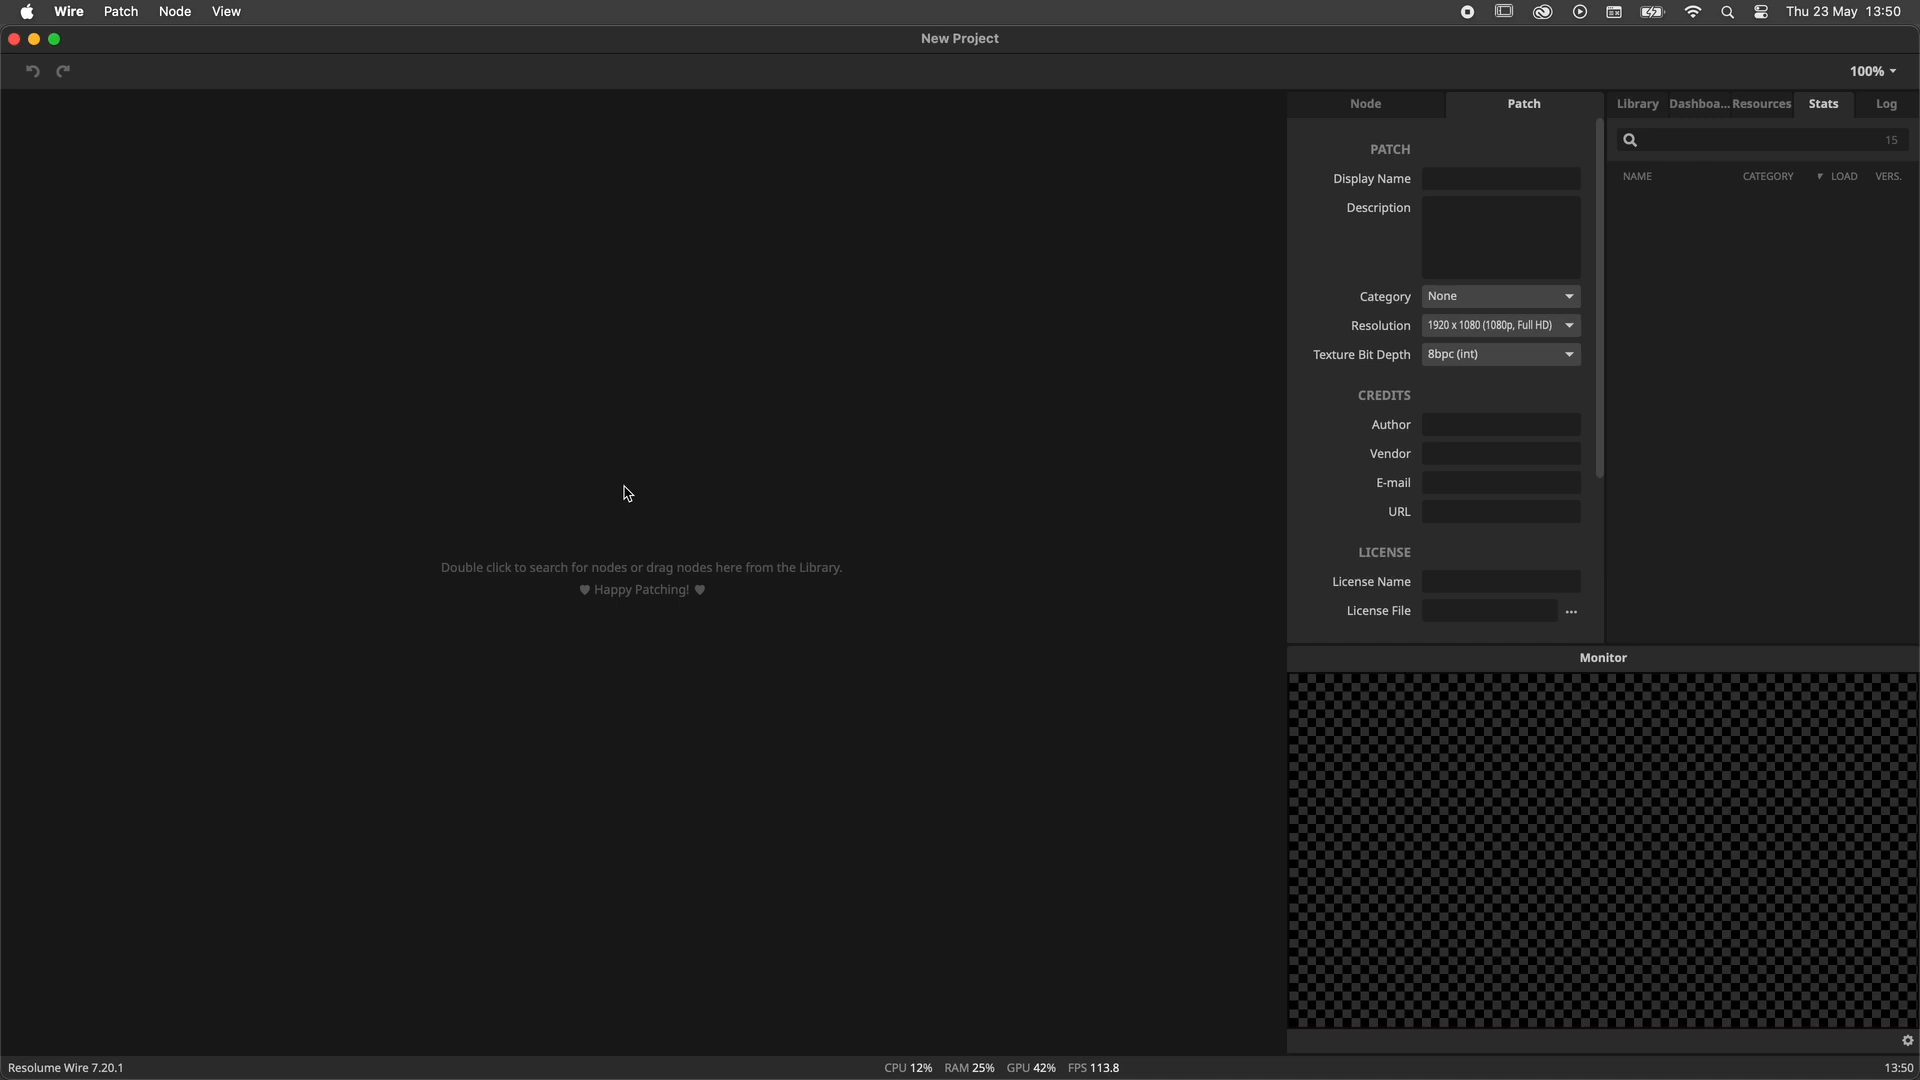 Wire Patch Node View Thu 23 May 13:50
New Project
100%
Node Patch Library Dashboa... Resources Stats Log
15
PATCH
NAME CATEGORY LOAD VERS.
Display Name
Description
Category None
Resolution 1920 x 1080 (1080p, Full HD)
Texture Bit Depth 8bpc (int)
CREDITS
Author
Vendor
E-mail
URL
LICENSE
License Name
License File ...
Double click to search for nodes or drag nodes here from the Library.
♥ Happy Patching! ♥
Monitor
Resolume Wire 7.20.1 CPU 12% RAM 25% GPU 42% FPS 113.8 13:50